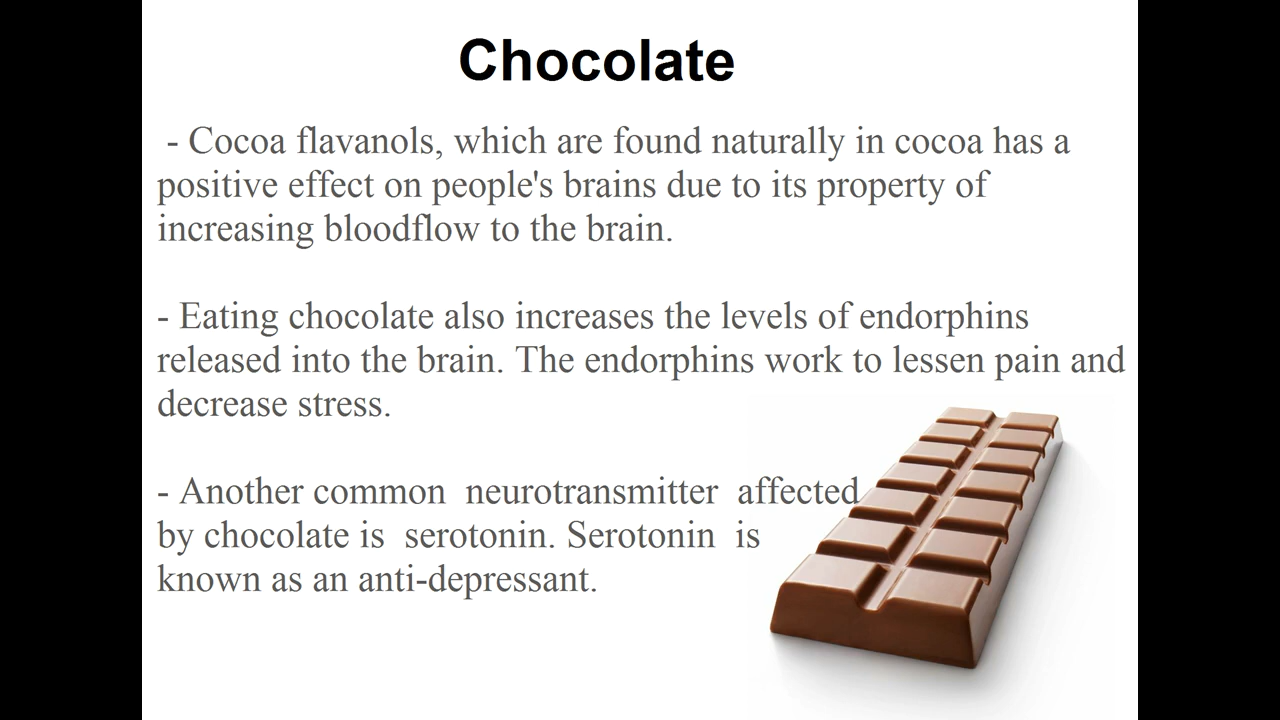 Chocolate
- Cocoa flavanols, which are found naturally in cocoa has a
positive effect on people's brains due to its property of
increasing bloodflow to the brain.
- Eating chocolate also increases the levels of endorphins
released into the brain. The endorphins work to lessen pain and
decrease stress.
- Another common neurotransmitter affected
by chocolate is serotonin. Serotonin is
known as an anti-depressant.